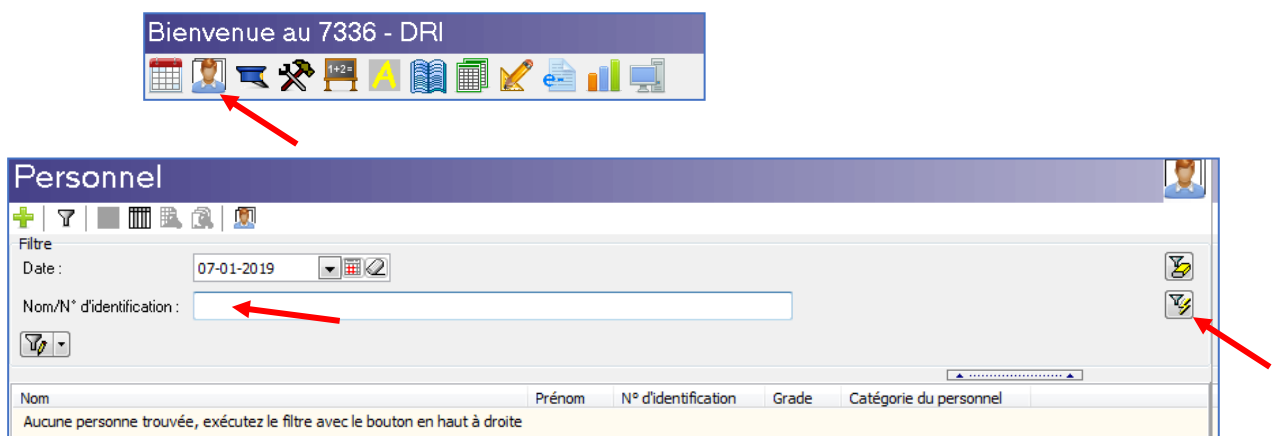 Bienvenue au 7336 - DRI
1+2=
A
e-
Personnel
Filtre
Date : 07-01-2019
Nom/N° d'identification :
Nom Prénom N° d'identification Grade Catégorie du personnel
Aucune personne trouvée, exécutez le filtre avec le bouton en haut à droite